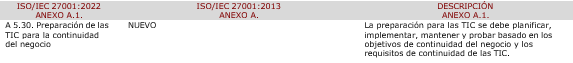 ISO/IEC 27001:2022 ISO/IEC 27001:2013 DESCRIPCIÓN
ANEXO A.1. ANEXO A. ANEXO A.1.
A 5.30. Preparación de las NUEVO La preparación para las TIC se debe planificar,
TIC para la continuidad implementar, mantener y probar basado en los
del negocio objetivos de continuidad del negocio y los
requisitos de continuidad de las TIC.